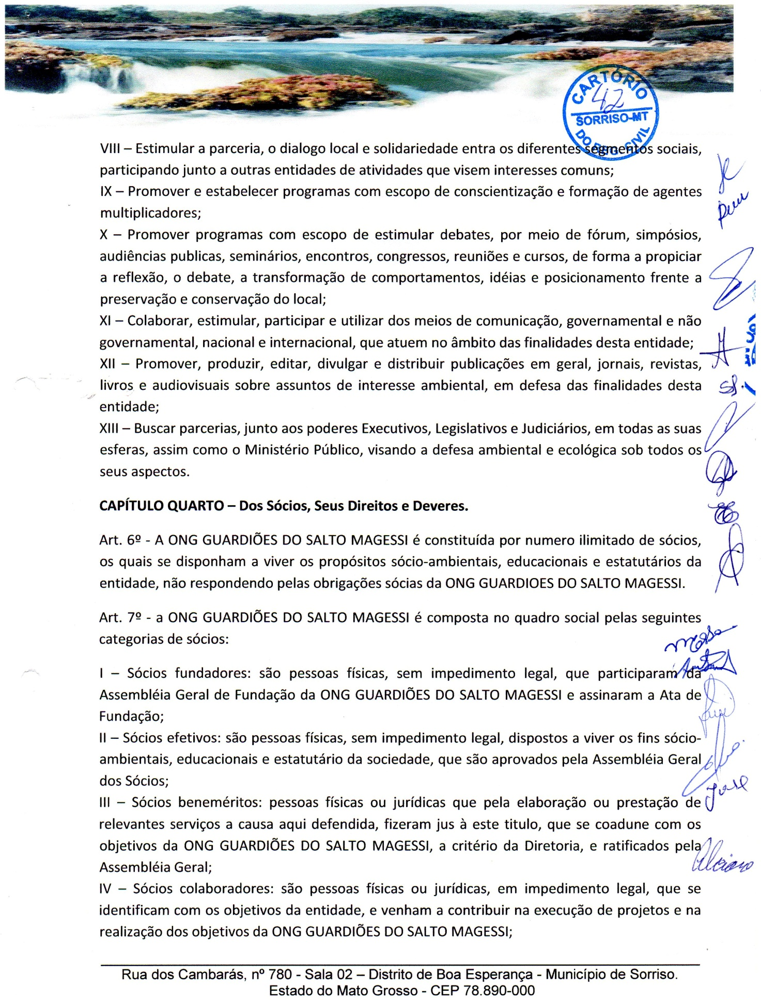 CARTÓRIO
42
SORRISO-MT
DO REG. CIVIL
VIII – Estimular a parceria, o dialogo local e solidariedade entra os diferentes segmentos sociais,
participando junto a outras entidades de atividades que visem interesses comuns;
IX – Promover e estabelecer programas com escopo de conscientização e formação de agentes
multiplicadores;
X – Promover programas com escopo de estimular debates, por meio de fórum, simpósios,
audiências publicas, seminários, encontros, congressos, reuniões e cursos, de forma a propiciar
a reflexão, o debate, a transformação de comportamentos, idéias e posicionamento frente a
preservação e conservação do local;
XI – Colaborar, estimular, participar e utilizar dos meios de comunicação, governamental e não
governamental, nacional e internacional, que atuem no âmbito das finalidades desta entidade;
XII – Promover, produzir, editar, divulgar e distribuir publicações em geral, jornais, revistas,
livros e audiovisuais sobre assuntos de interesse ambiental, em defesa das finalidades desta
entidade;
XIII – Buscar parcerias, junto aos poderes Executivos, Legislativos e Judiciários, em todas as suas
esferas, assim como o Ministério Público, visando a defesa ambiental e ecológica sob todos os
seus aspectos.
CAPÍTULO QUARTO – Dos Sócios, Seus Direitos e Deveres.
Art. 6º - A ONG GUARDIÕES DO SALTO MAGESSI é constituída por numero ilimitado de sócios,
os quais se disponham a viver os propósitos sócio-ambientais, educacionais e estatutários da
entidade, não respondendo pelas obrigações sócias da ONG GUARDIOES DO SALTO MAGESSI.
Art. 7º - a ONG GUARDIÕES DO SALTO MAGESSI é composta no quadro social pelas seguintes
categorias de sócios:
I – Sócios fundadores: são pessoas físicas, sem impedimento legal, que participaram da
Assembléia Geral de Fundação da ONG GUARDIÕES DO SALTO MAGESSI e assinaram a Ata de
Fundação;
II – Sócios efetivos: são pessoas físicas, sem impedimento legal, dispostos a viver os fins sócio-
ambientais, educacionais e estatutário da sociedade, que são aprovados pela Assembléia Geral
dos Sócios;
III – Sócios beneméritos: pessoas físicas ou jurídicas que pela elaboração ou prestação de
relevantes serviços a causa aqui defendida, fizeram jus à este titulo, que se coadune com os
objetivos da ONG GUARDIÕES DO SALTO MAGESSI, a critério da Diretoria, e ratificados pela
Assembléia Geral;
IV – Sócios colaboradores: são pessoas físicas ou jurídicas, em impedimento legal, que se
identificam com os objetivos da entidade, e venham a contribuir na execução de projetos e na
realização dos objetivos da ONG GUARDIÕES DO SALTO MAGESSI;
Rua dos Cambarás, nº 780 - Sala 02 – Distrito de Boa Esperança - Município de Sorriso.
Estado do Mato Grosso - CEP 78.890-000